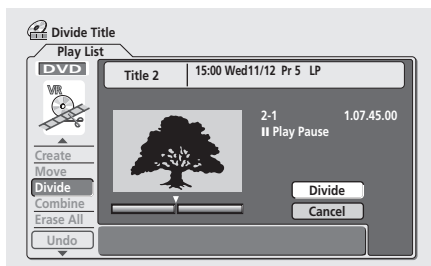 Divide Title
Play List
DVD
Title 2
15:00 Wed11/12 Pr 5 LP
VR
2-1 1.07.45.00
Play Pause
Create
Move
Divide
Combine
Erase All
Undo
Divide
Cancel